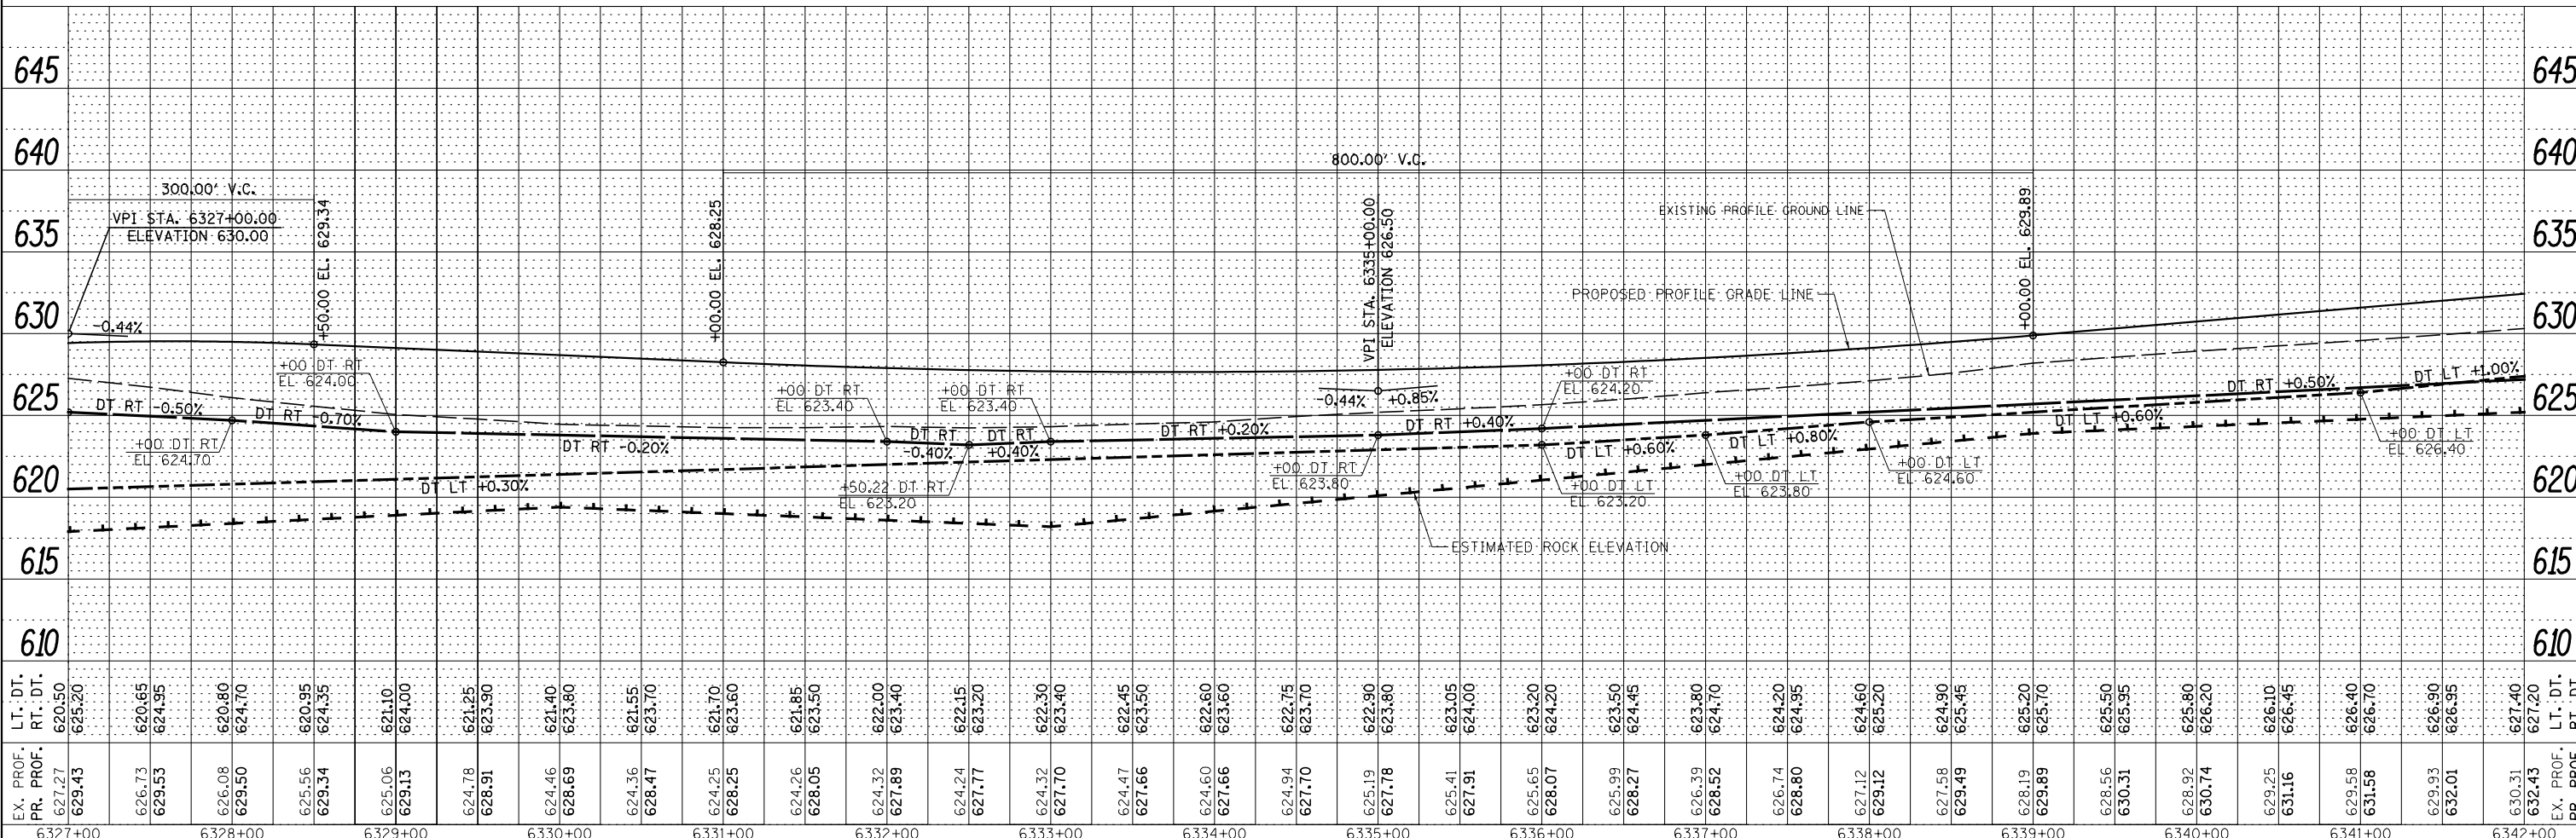 645
645
640
640
635
635
630
630
625
625
620
620
615
615
610
610
300.00' V.C.
VPI STA. 6327+00.00
ELEVATION 630.00
-0.44%
+50.00 EL. 629.34
+00.00 EL. 628.25
800.00' V.C.
VPI STA. 6335+00.00
ELEVATION 626.50
-0.44%
+0.85%
+00.00 EL. 629.89
EXISTING PROFILE GROUND LINE
PROPOSED PROFILE GRADE LINE
ESTIMATED ROCK ELEVATION
DT RT -0.50%
+00 DT RT
EL 624.70
DT RT -0.70%
+00 DT RT
EL 624.00
DT RT -0.20%
+00 DT RT
EL 623.40
DT RT
-0.40%
+50.22 DT RT
EL 623.20
DT RT
+0.40%
+00 DT RT
EL 623.40
DT RT +0.20%
+00 DT RT
EL 623.80
DT RT +0.40%
+00 DT RT
EL 624.20
DT RT +0.50%
DT LT +0.30%
+00 DT LT
EL 623.20
DT LT +0.60%
+00 DT LT
EL 623.80
DT LT +0.80%
+00 DT LT
EL 624.60
DT LT +0.60%
+00 DT LT
EL 626.40
DT LT +1.00%
LT. DT.
620.50 620.65 620.80 620.95 621.10 621.25 621.40 621.55 621.70 621.85 622.00 622.15 622.30 622.45 622.60 622.75 622.90 623.05 623.20 623.50 623.80 624.20 624.60 624.90 625.20 625.50 625.80 626.10 626.40 626.90 627.40
LT. DT.
RT. DT.
625.20 624.95 624.70 624.35 624.00 623.90 623.80 623.70 623.60 623.50 623.40 623.20 623.40 623.50 623.60 623.70 623.80 624.00 624.20 624.45 624.70 624.95 625.20 625.45 625.70 625.95 626.20 626.45 626.70 626.95 627.20
RT. DT.
EX. PROF.
627.27 626.73 626.08 625.56 625.06 624.78 624.46 624.36 624.25 624.26 624.32 624.24 624.32 624.47 624.60 624.94 625.19 625.41 625.65 625.99 626.39 626.74 627.12 627.58 628.19 628.56 628.92 629.25 629.58 629.93 630.31
EX. PROF.
PR. PROF.
629.43 629.53 629.50 629.34 629.13 628.91 628.69 628.47 628.25 628.05 627.89 627.77 627.70 627.66 627.66 627.70 627.78 627.91 628.07 628.27 628.52 628.80 629.12 629.49 629.89 630.31 630.74 631.16 631.58 632.01 632.43
PR. PROF.
6327+00 6328+00 6329+00 6330+00 6331+00 6332+00 6333+00 6334+00 6335+00 6336+00 6337+00 6338+00 6339+00 6340+00 6341+00 6342+00